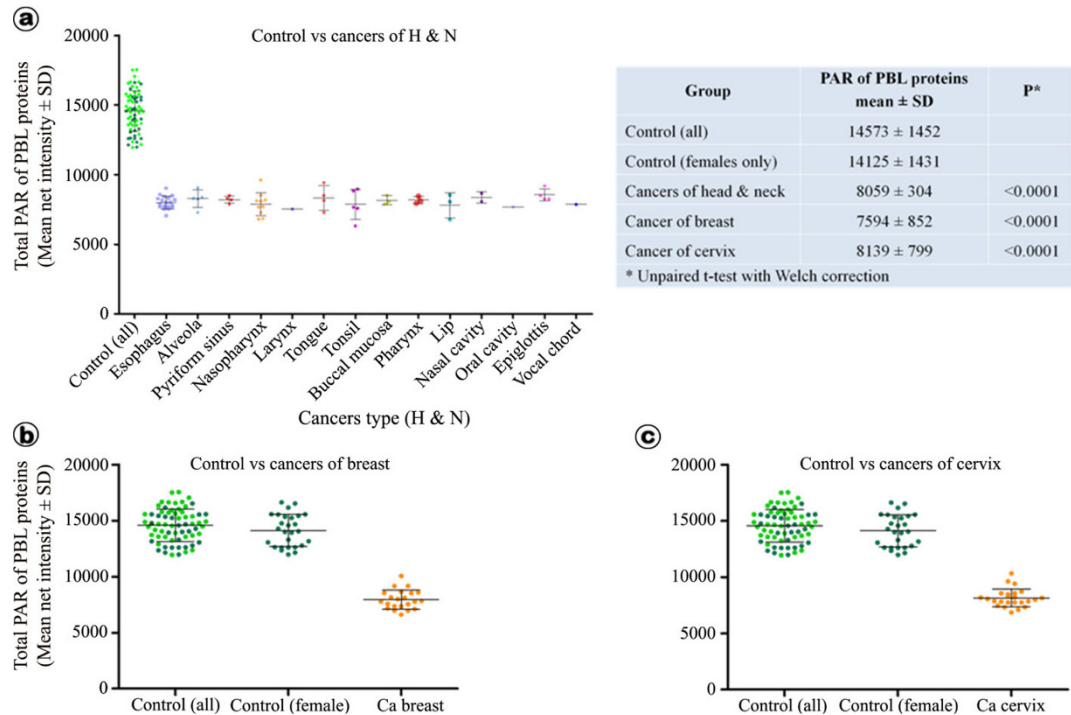 a
Control vs cancers of H & N
Total PAR of PBL proteins
(Mean net intensity ± SD)
20000
15000
10000
5000
0
Control (all)
Esophagus
Alveola
Pyriform sinus
Nasopharynx
Larynx
Tongue
Tonsil
Buccal mucosa
Pharynx
Lip
Nasal cavity
Oral cavity
Epiglottis
Vocal chord
Cancers type (H & N)
Group PAR of PBL proteins mean ± SD P*
Control (all) 14573 ± 1452
Control (females only) 14125 ± 1431
Cancers of head & neck 8059 ± 304 <0.0001
Cancer of breast 7594 ± 852 <0.0001
Cancer of cervix 8139 ± 799 <0.0001
* Unpaired t-test with Welch correction
b
Control vs cancers of breast
Total PAR of PBL proteins
(Mean net intensity ± SD)
20000
15000
10000
5000
0
Control (all) Control (female) Ca breast
c
Control vs cancers of cervix
20000
15000
10000
5000
0
Control (all) Control (female) Ca cervix